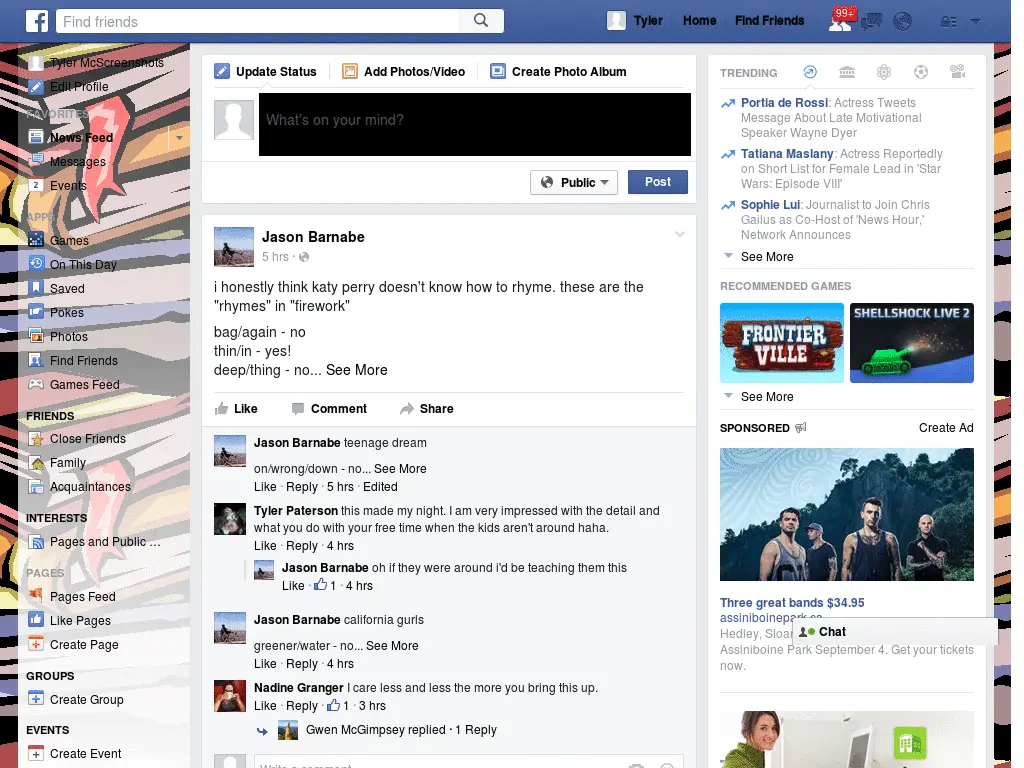 Find friends
Tyler
Home
Find Friends
99+
Tyler McScreenshots
Edit Profile
FAVORITES
News Feed
Messages
2
Events
APPS
Games
On This Day
Saved
Pokes
Photos
Find Friends
Games Feed
FRIENDS
Close Friends
Family
Acquaintances
INTERESTS
Pages and Public ...
PAGES
Pages Feed
Like Pages
Create Page
GROUPS
Create Group
EVENTS
Create Event
Update Status
Add Photos/Video
Create Photo Album
What's on your mind?
Public
Post
Jason Barnabe
5 hrs ·
i honestly think katy perry doesn't know how to rhyme. these are the
"rhymes" in "firework"
bag/again - no
thin/in - yes!
deep/thing - no... See More
Like
Comment
Share
Jason Barnabe teenage dream
on/wrong/down - no... See More
Like · Reply · 5 hrs · Edited
Tyler Paterson this made my night. I am very impressed with the detail and
what you do with your free time when the kids aren't around haha.
Like · Reply · 4 hrs
Jason Barnabe oh if they were around i'd be teaching them this
Like · 1 · 4 hrs
Jason Barnabe california gurls
greener/water - no... See More
Like · Reply · 4 hrs
Nadine Granger I care less and less the more you bring this up.
Like · Reply · 1 · 3 hrs
Gwen McGimpsey replied · 1 Reply
Write a comment...
TRENDING
Portia de Rossi: Actress Tweets
Message About Late Motivational
Speaker Wayne Dyer
Tatiana Maslany: Actress Reportedly
on Short List for Female Lead in 'Star
Wars: Episode VIII'
Sophie Lui: Journalist to Join Chris
Gailus as Co-Host of 'News Hour,'
Network Announces
See More
RECOMMENDED GAMES
FRONTIER
VILLE
SHELLSHOCK LIVE 2
See More
SPONSORED
Create Ad
Three great bands $34.95
assiniboinepark.ca
Hedley,
Assiniboine Park September 4. Get your tickets
now.
Chat